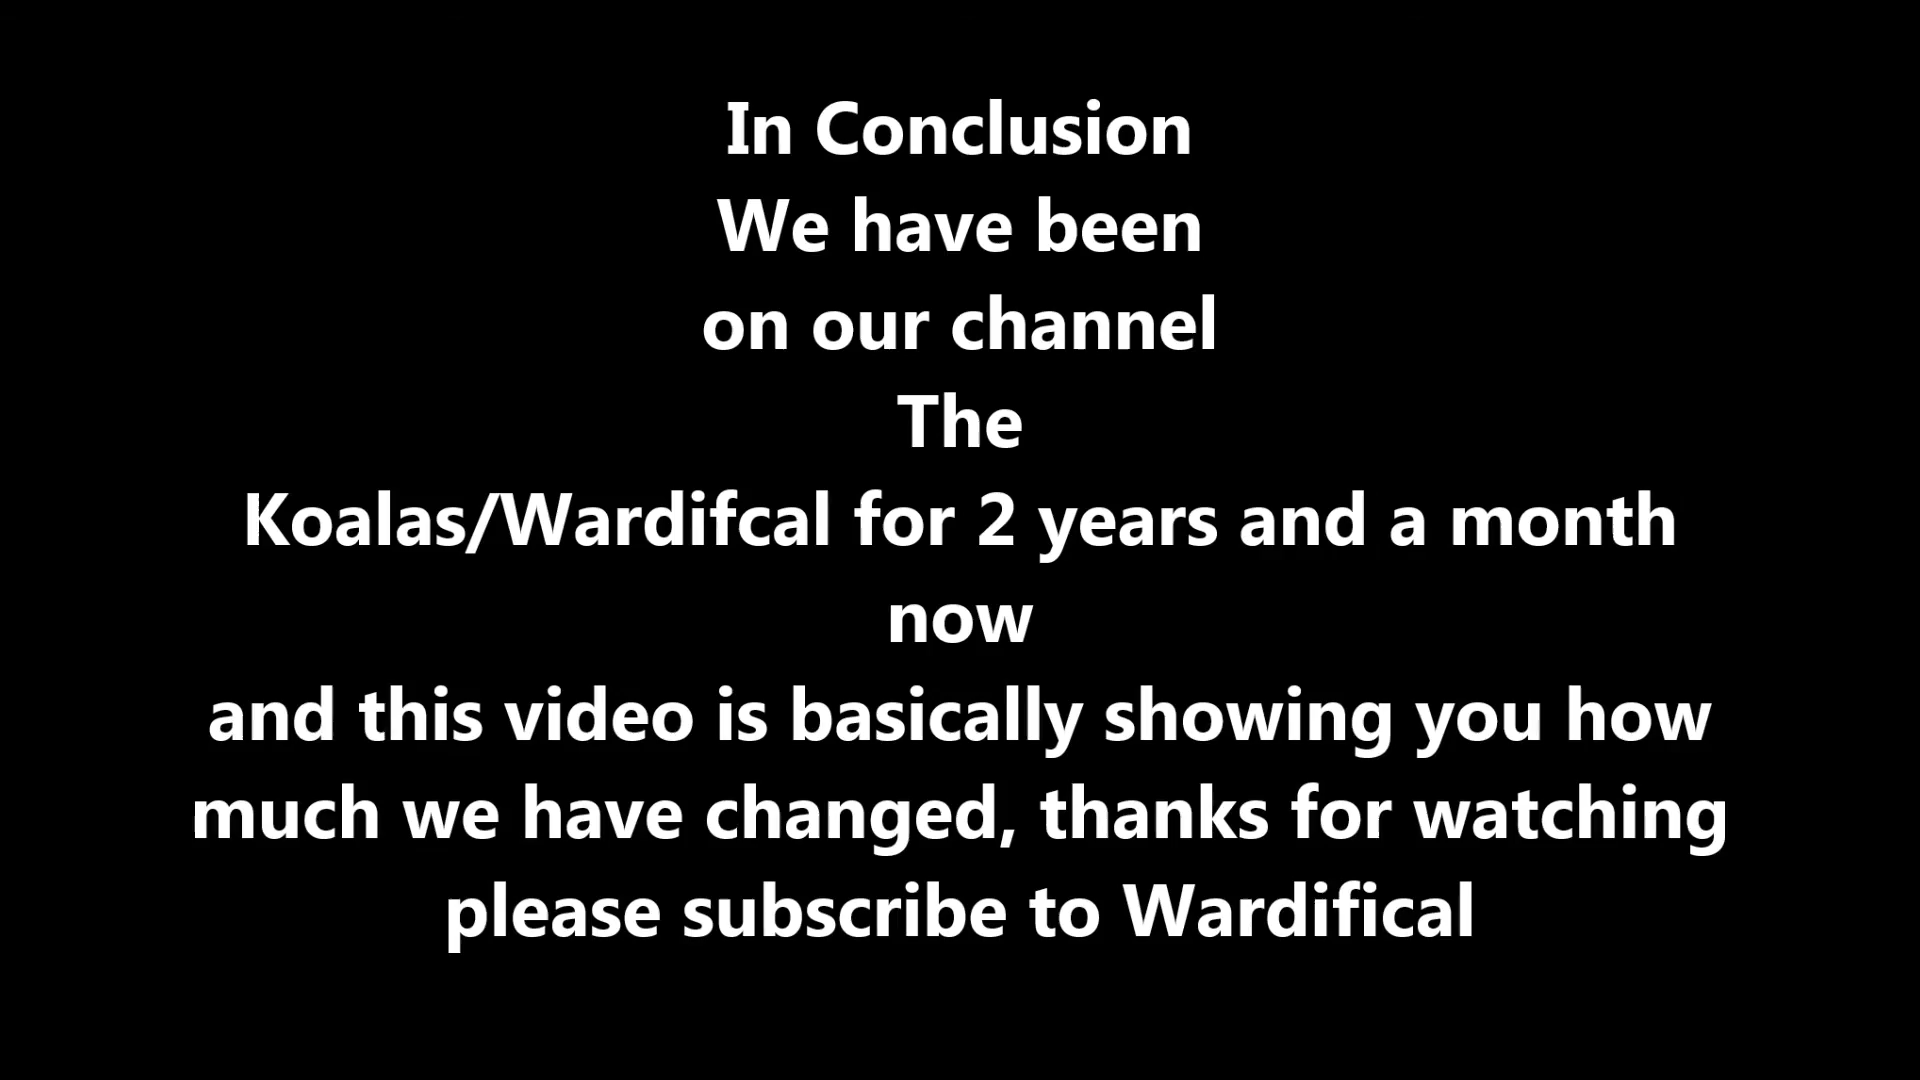 In Conclusion
We have been
on our channel
The
Koalas/Wardifcal for 2 years and a month
now
and this video is basically showing you how
much we have changed, thanks for watching
please subscribe to Wardifical